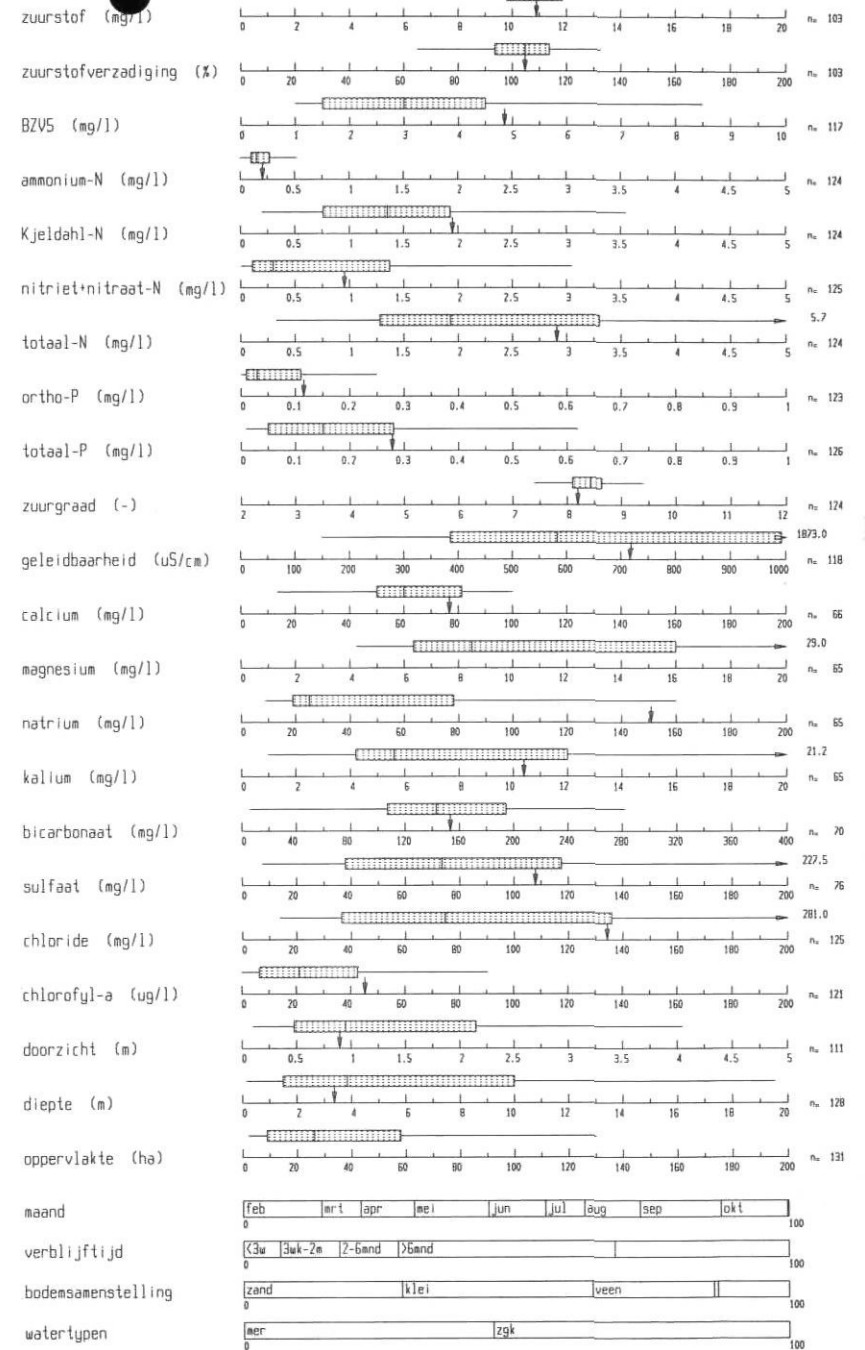 zuurstof (mg/l) 0 2 4 6 8 10 12 14 16 18 20 n= 103
zuurstofverzadiging (%) 0 20 40 60 80 100 120 140 160 180 200 n= 103
BZV5 (mg/l) 0 1 2 3 4 5 6 7 8 9 10 n= 117
ammonium-N (mg/l) 0 0.5 1 1.5 2 2.5 3 3.5 4 4.5 5 n= 124
Kjeldahl-N (mg/l) 0 0.5 1 1.5 2 2.5 3 3.5 4 4.5 5 n= 124
nitriet+nitraat-N (mg/l) 0 0.5 1 1.5 2 2.5 3 3.5 4 4.5 5 n= 125
5.7
totaal-N (mg/l) 0 0.5 1 1.5 2 2.5 3 3.5 4 4.5 5 n= 124
ortho-P (mg/l) 0 0.1 0.2 0.3 0.4 0.5 0.6 0.7 0.8 0.9 1 n= 123
totaal-P (mg/l) 0 0.1 0.2 0.3 0.4 0.5 0.6 0.7 0.8 0.9 1 n= 126
zuurgraad (-) 2 3 4 5 6 7 8 9 10 11 12 n= 124
1873.0
geleidbaarheid (uS/cm) 0 100 200 300 400 500 600 700 800 900 1000 n= 118
calcium (mg/l) 0 20 40 60 80 100 120 140 160 180 200 n= 66
29.0
magnesium (mg/l) 0 2 4 6 8 10 12 14 16 18 20 n= 65
natrium (mg/l) 0 20 40 60 80 100 120 140 160 180 200 n= 65
21.2
kalium (mg/l) 0 2 4 6 8 10 12 14 16 18 20 n= 65
bicarbonaat (mg/l) 0 40 80 120 160 200 240 280 320 360 400 n= 70
227.5
sulfaat (mg/l) 0 20 40 60 80 100 120 140 160 180 200 n= 76
281.0
chloride (mg/l) 0 20 40 60 80 100 120 140 160 180 200 n= 125
chlorofyl-a (ug/l) 0 20 40 60 80 100 120 140 160 180 200 n= 121
doorzicht (m) 0 0.5 1 1.5 2 2.5 3 3.5 4 4.5 5 n= 111
diepte (m) 0 2 4 6 8 10 12 14 16 18 20 n= 128
oppervlakte (ha) 0 20 40 60 80 100 120 140 160 180 200 n= 131
maand feb mrt apr mei jun jul aug sep okt
0 100
verblijftijd <3w 3wk-2m 2-6mnd >6mnd
0 100
bodemsamenstelling zand klei veen
0 100
watertypen mer zgk
0 100